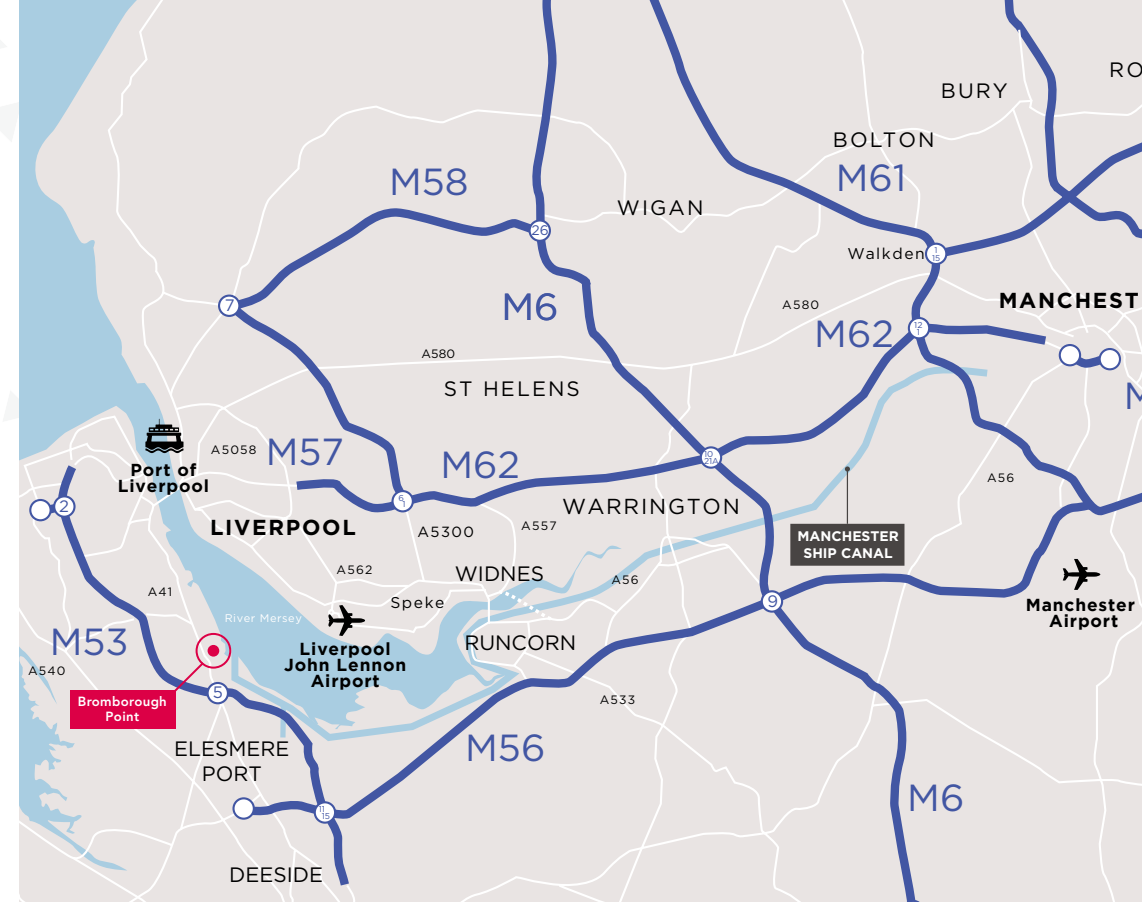 BURY
RO
BOLTON
M61
M58
WIGAN
26
Walkden
1
15
7
M6
A580
MANCHEST
M62
12
1
A580
ST HELENS
M
Port of
Liverpool
A5058
M57
M62
10
21A
A56
2
6
1
WARRINGTON
LIVERPOOL
A5300
A557
MANCHESTER
SHIP CANAL
A562
WIDNES
A56
A41
Speke
9
Manchester
Airport
River Mersey
M53
Liverpool
John Lennon
Airport
RUNCORN
A540
5
Bromborough
Point
A533
ELESMERE
PORT
M56
M6
11
15
DEESIDE